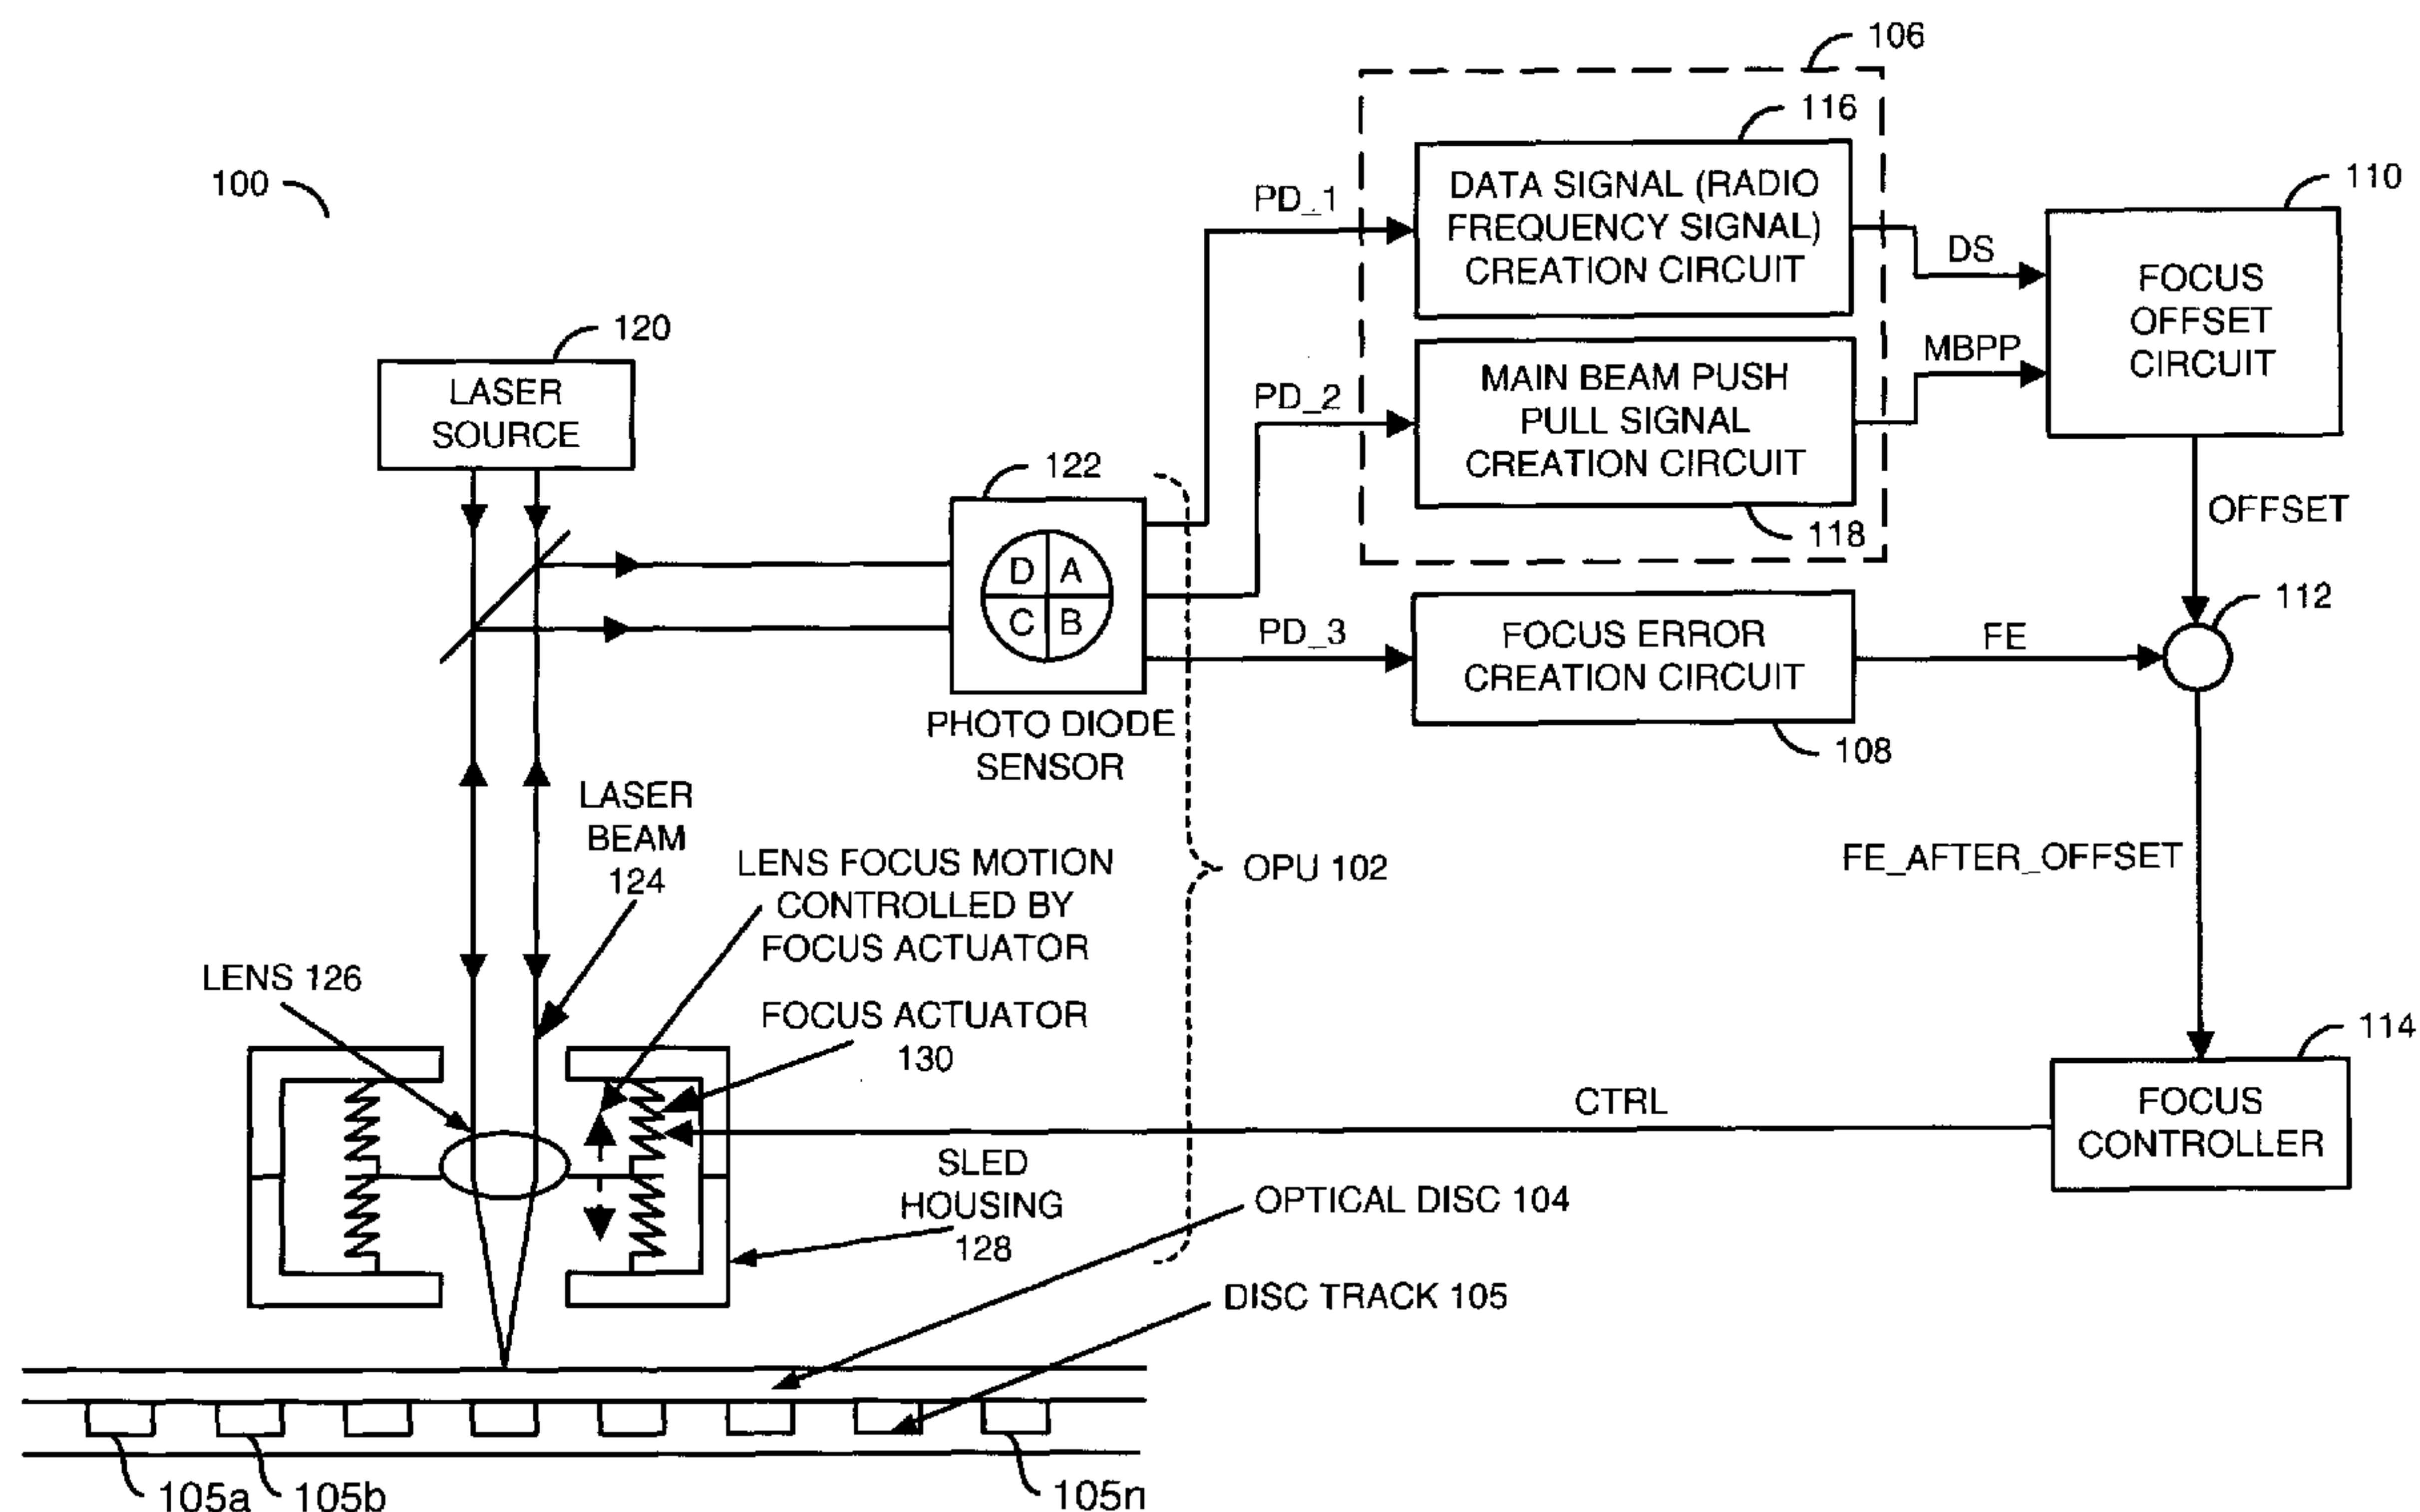 106
116
100
PD_1
DATA SIGNAL (RADIO
FREQUENCY SIGNAL)
CREATION CIRCUIT
DS
110
FOCUS
OFFSET
CIRCUIT
120
LASER
SOURCE
PD_2
MAIN BEAM PUSH
PULL SIGNAL
CREATION CIRCUIT
MBPP
118
OFFSET
122
D A
C B
PHOTO DIODE
SENSOR
PD_3
FOCUS ERROR
CREATION CIRCUIT
108
FE
112
LASER
BEAM
124
LENS FOCUS MOTION
CONTROLLED BY
FOCUS ACTUATOR
OPU 102
FE_AFTER_OFFSET
LENS 126
FOCUS ACTUATOR
130
114
FOCUS
CONTROLLER
CTRL
SLED
HOUSING
128
OPTICAL DISC 104
DISC TRACK 105
105a
105b
105n